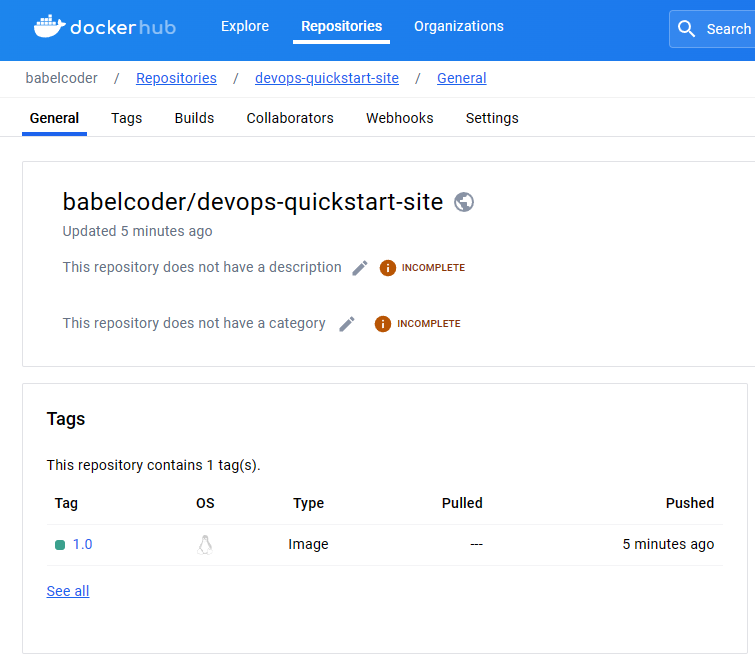 dockerhub Explore Repositories Organizations Search
babelcoder / Repositories / devops-quickstart-site / General
General Tags Builds Collaborators Webhooks Settings
babelcoder/devops-quickstart-site
Updated 5 minutes ago
This repository does not have a description INCOMPLETE
This repository does not have a category INCOMPLETE
Tags
This repository contains 1 tag(s).
Tag OS Type Pulled Pushed
1.0 Image --- 5 minutes ago
See all